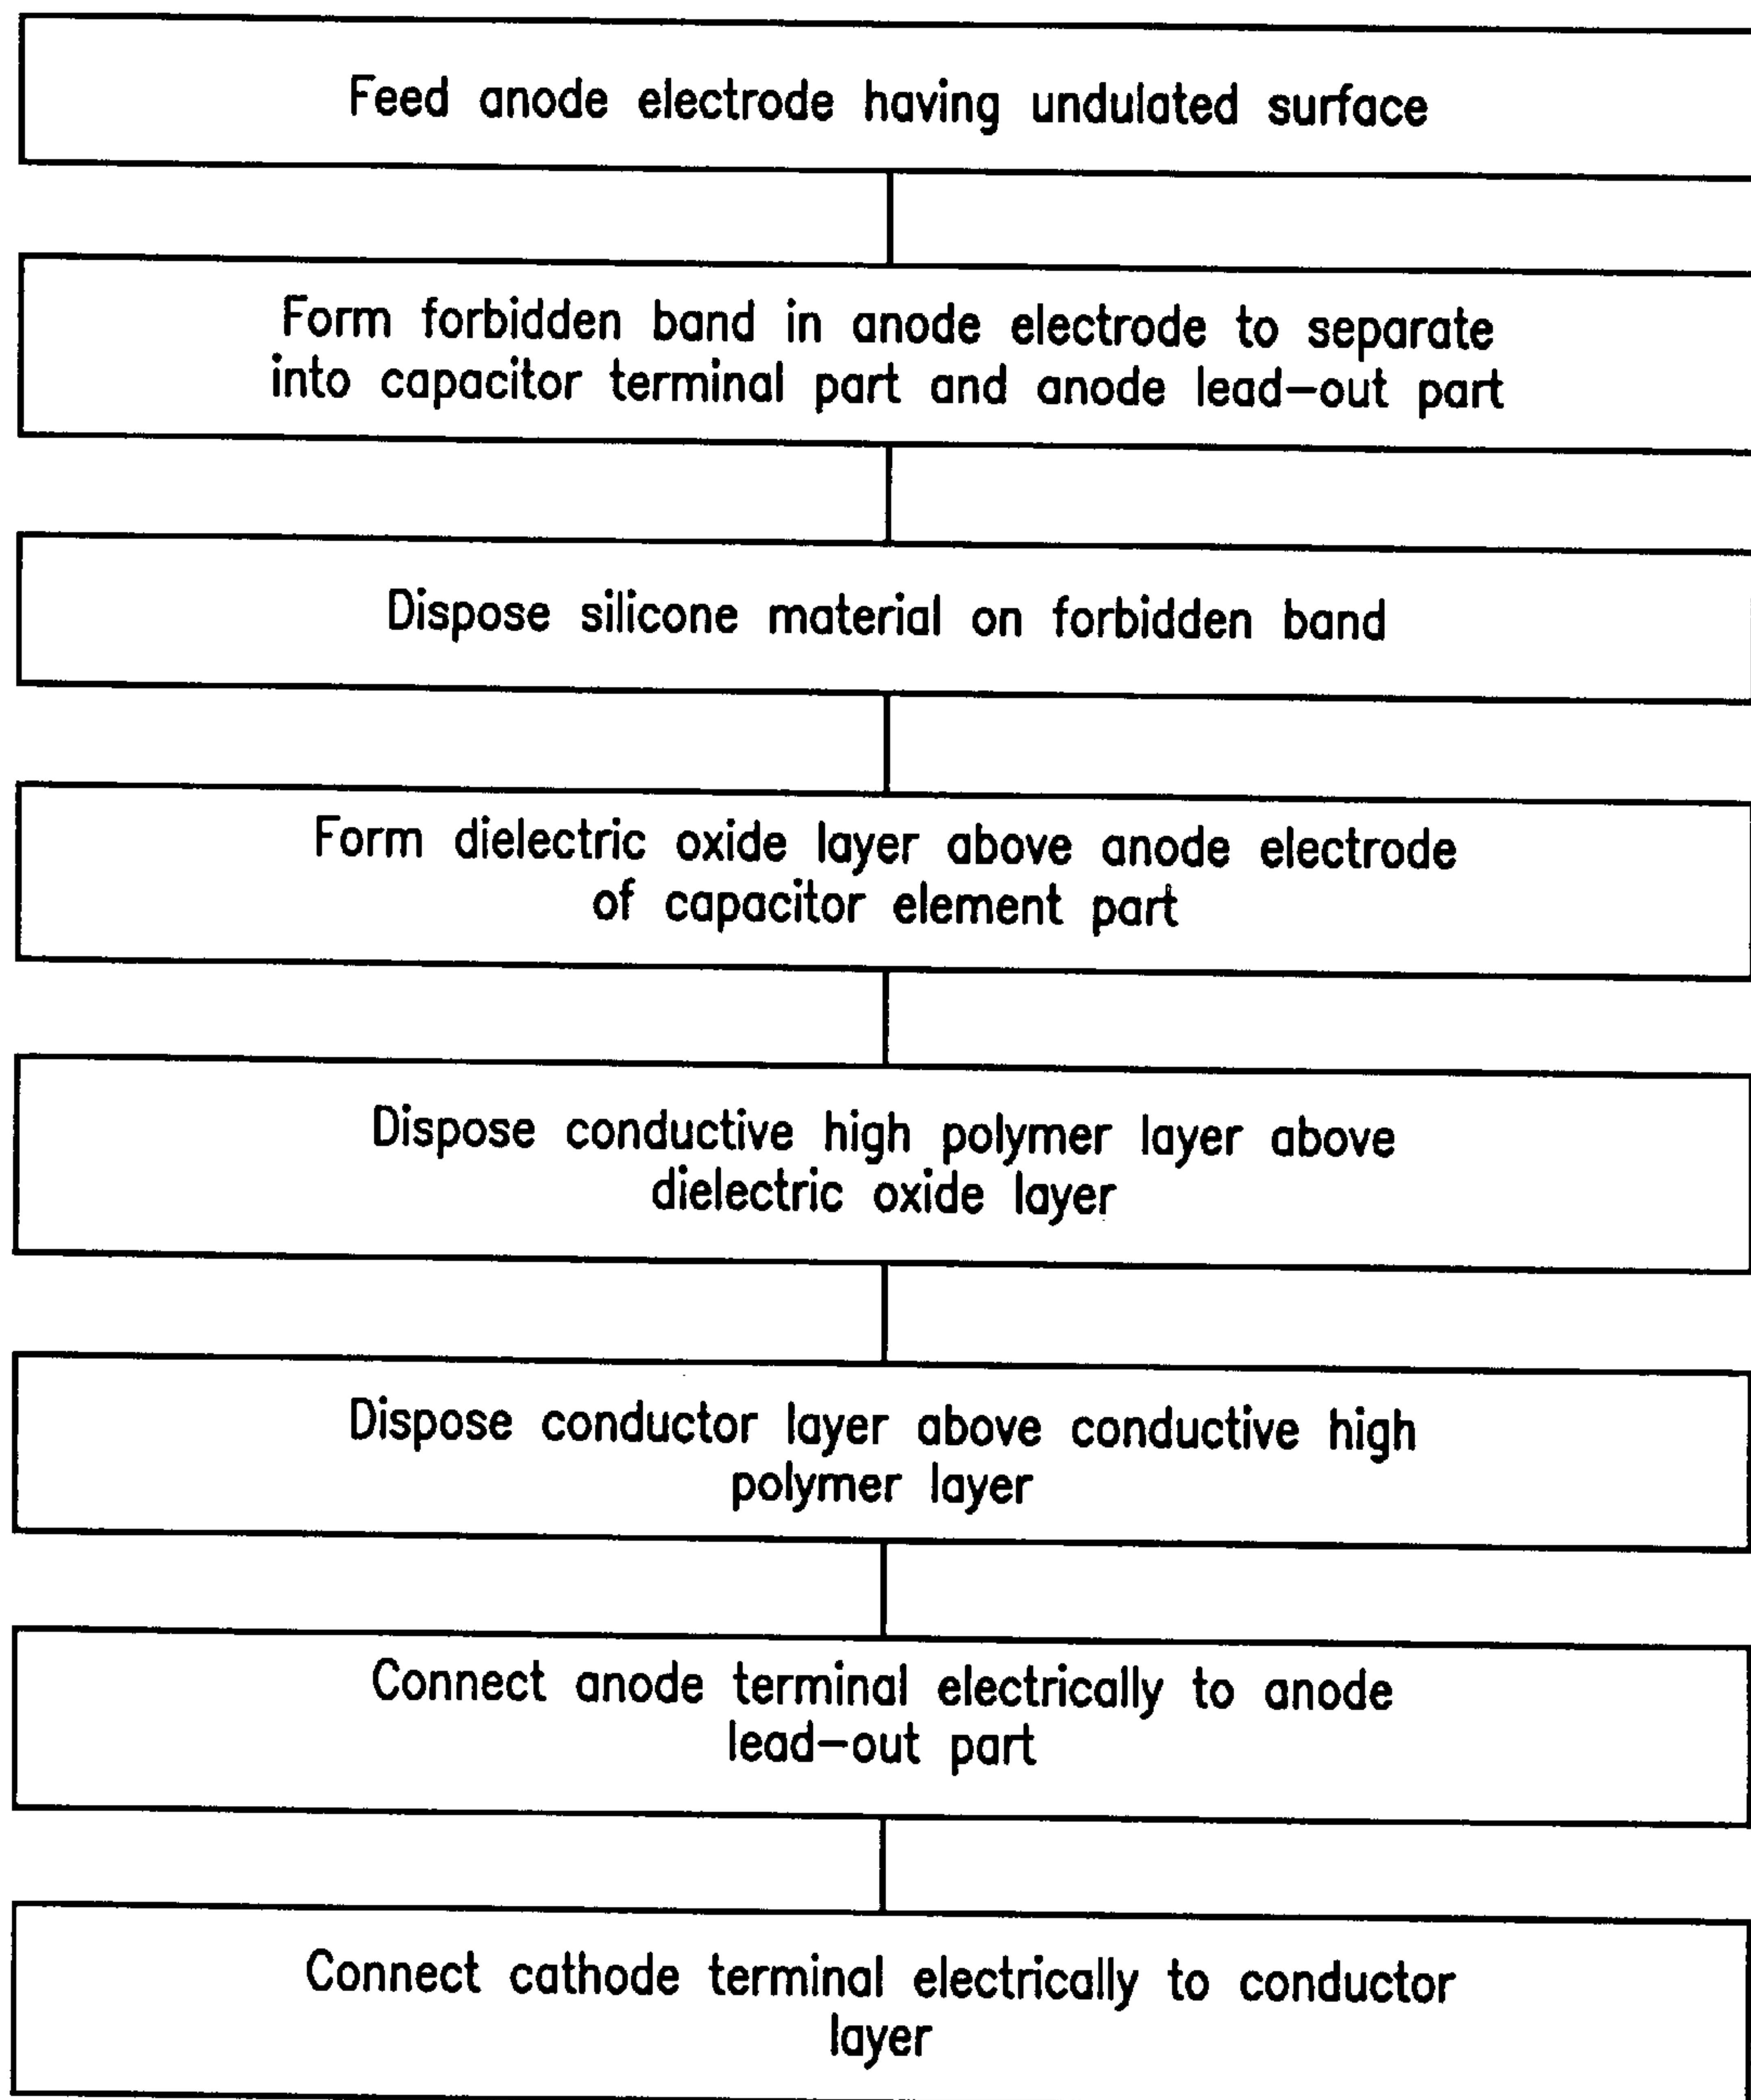 Feed anode electrode having undulated surface
Form forbidden band in anode electrode to separate
into capacitor terminal part and anode lead-out part
Dispose silicone material on forbidden band
Form dielectric oxide layer above anode electrode
of capacitor element part
Dispose conductive high polymer layer above
dielectric oxide layer
Dispose conductor layer above conductive high
polymer layer
Connect anode terminal electrically to anode
lead-out part
Connect cathode terminal electrically to conductor
layer